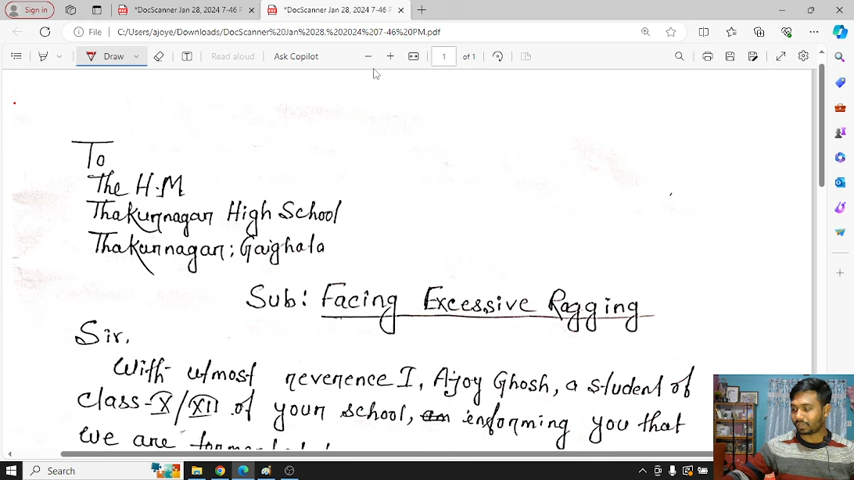 Sign in
*DocScanner Jan 28, 2024 7-46 P
*DocScanner Jan 28, 2024 7-46 P
File C:/Users/ajoye/Downloads/DocScanner%20Jan%2028,%202024%207-46%20PM.pdf
Draw Read aloud Ask Copilot 1 of 1
To
The H.M
Thakurnagar High School
Thakurnagar; Gaighata
Sub: Facing Excessive Ragging
Sir,
With utmost reverence I, Ajoy Ghosh, a student of
class-X/XII of your school, informing you that
we are
Search